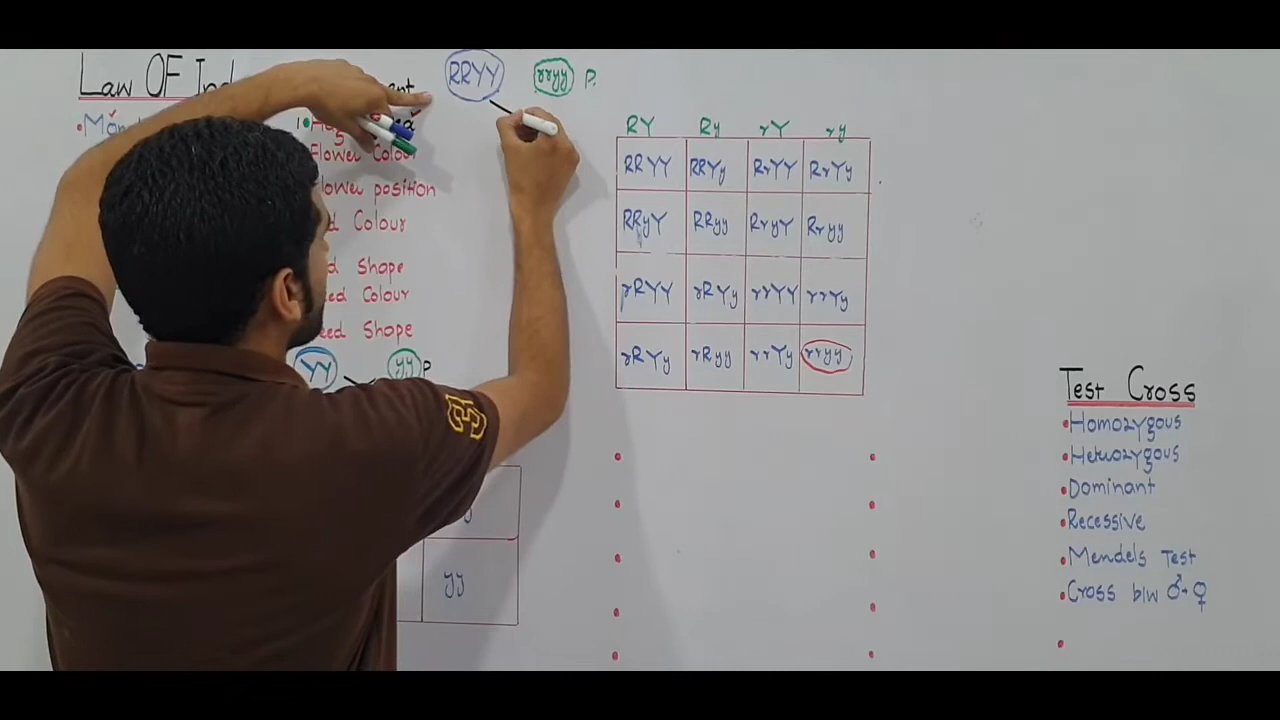 Law OF Ind
RRYY rryy P.
Flower Colour
Flower position
Colour
Shape
Colour
Shape
YY yy P
yy
RY Ry rY ry
RRYY RRYy RrYY RrYy
RRyY RRyy RryY Rryy
rRYY rRYy rrYY rrYy
rRYy rRyy rrYy rryy
Test Cross
•Homozygous
•Heterozygous
•Dominant
•Recessive
•Mendels Test
•Cross b/w ♂+♀